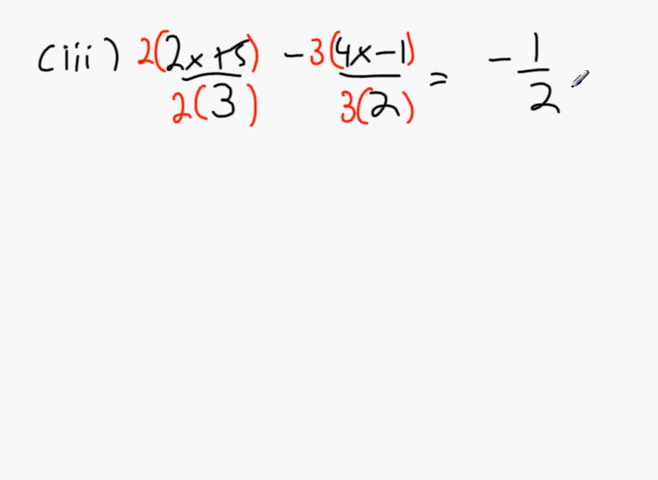 (iii) 2(2x+5) -3(4x-1) = - 1
2(3) 3(2) 2